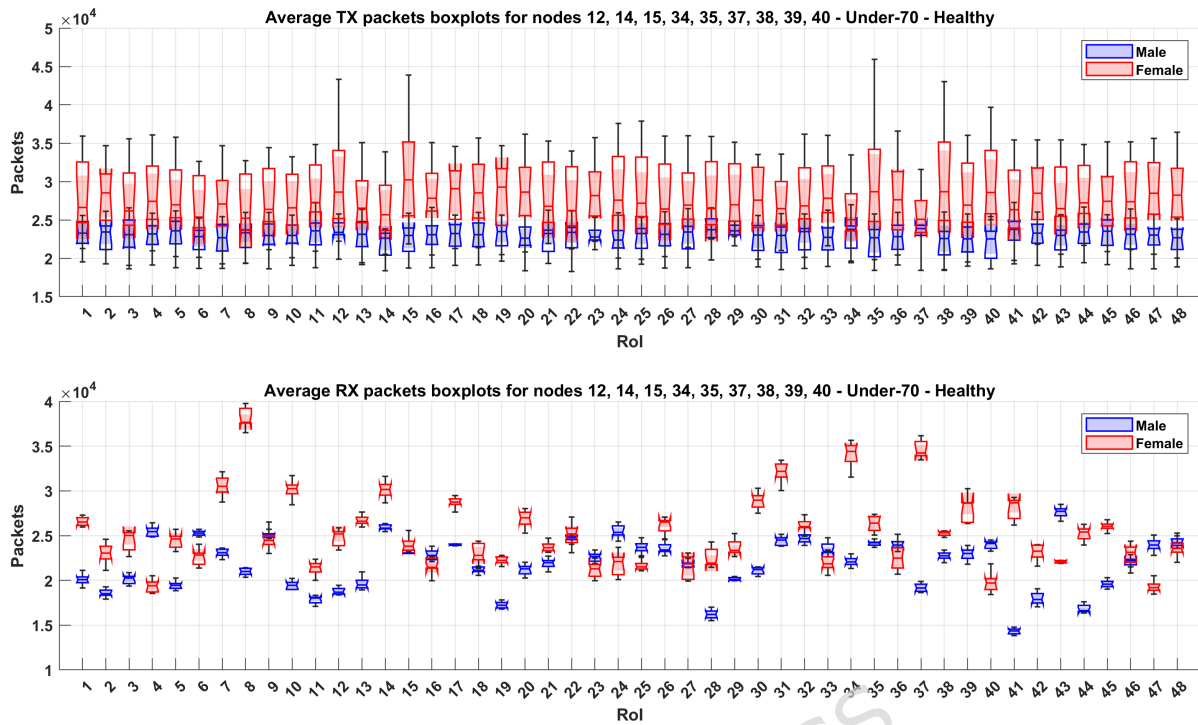 Average TX packets boxplots for nodes 12, 14, 15, 34, 35, 37, 38, 39, 40 - Under-70 - Healthy
×10⁴
5
4.5
4
3.5
3
2.5
2
1.5
Packets
Male
Female
1 2 3 4 5 6 7 8 9 10 11 12 13 14 15 16 17 18 19 20 21 22 23 24 25 26 27 28 29 30 31 32 33 34 35 36 37 38 39 40 41 42 43 44 45 46 47 48
RoI
Average RX packets boxplots for nodes 12, 14, 15, 34, 35, 37, 38, 39, 40 - Under-70 - Healthy
×10⁴
4
3.5
3
2.5
2
1.5
1
Packets
Male
Female
1 2 3 4 5 6 7 8 9 10 11 12 13 14 15 16 17 18 19 20 21 22 23 24 25 26 27 28 29 30 31 32 33 34 35 36 37 38 39 40 41 42 43 44 45 46 47 48
RoI